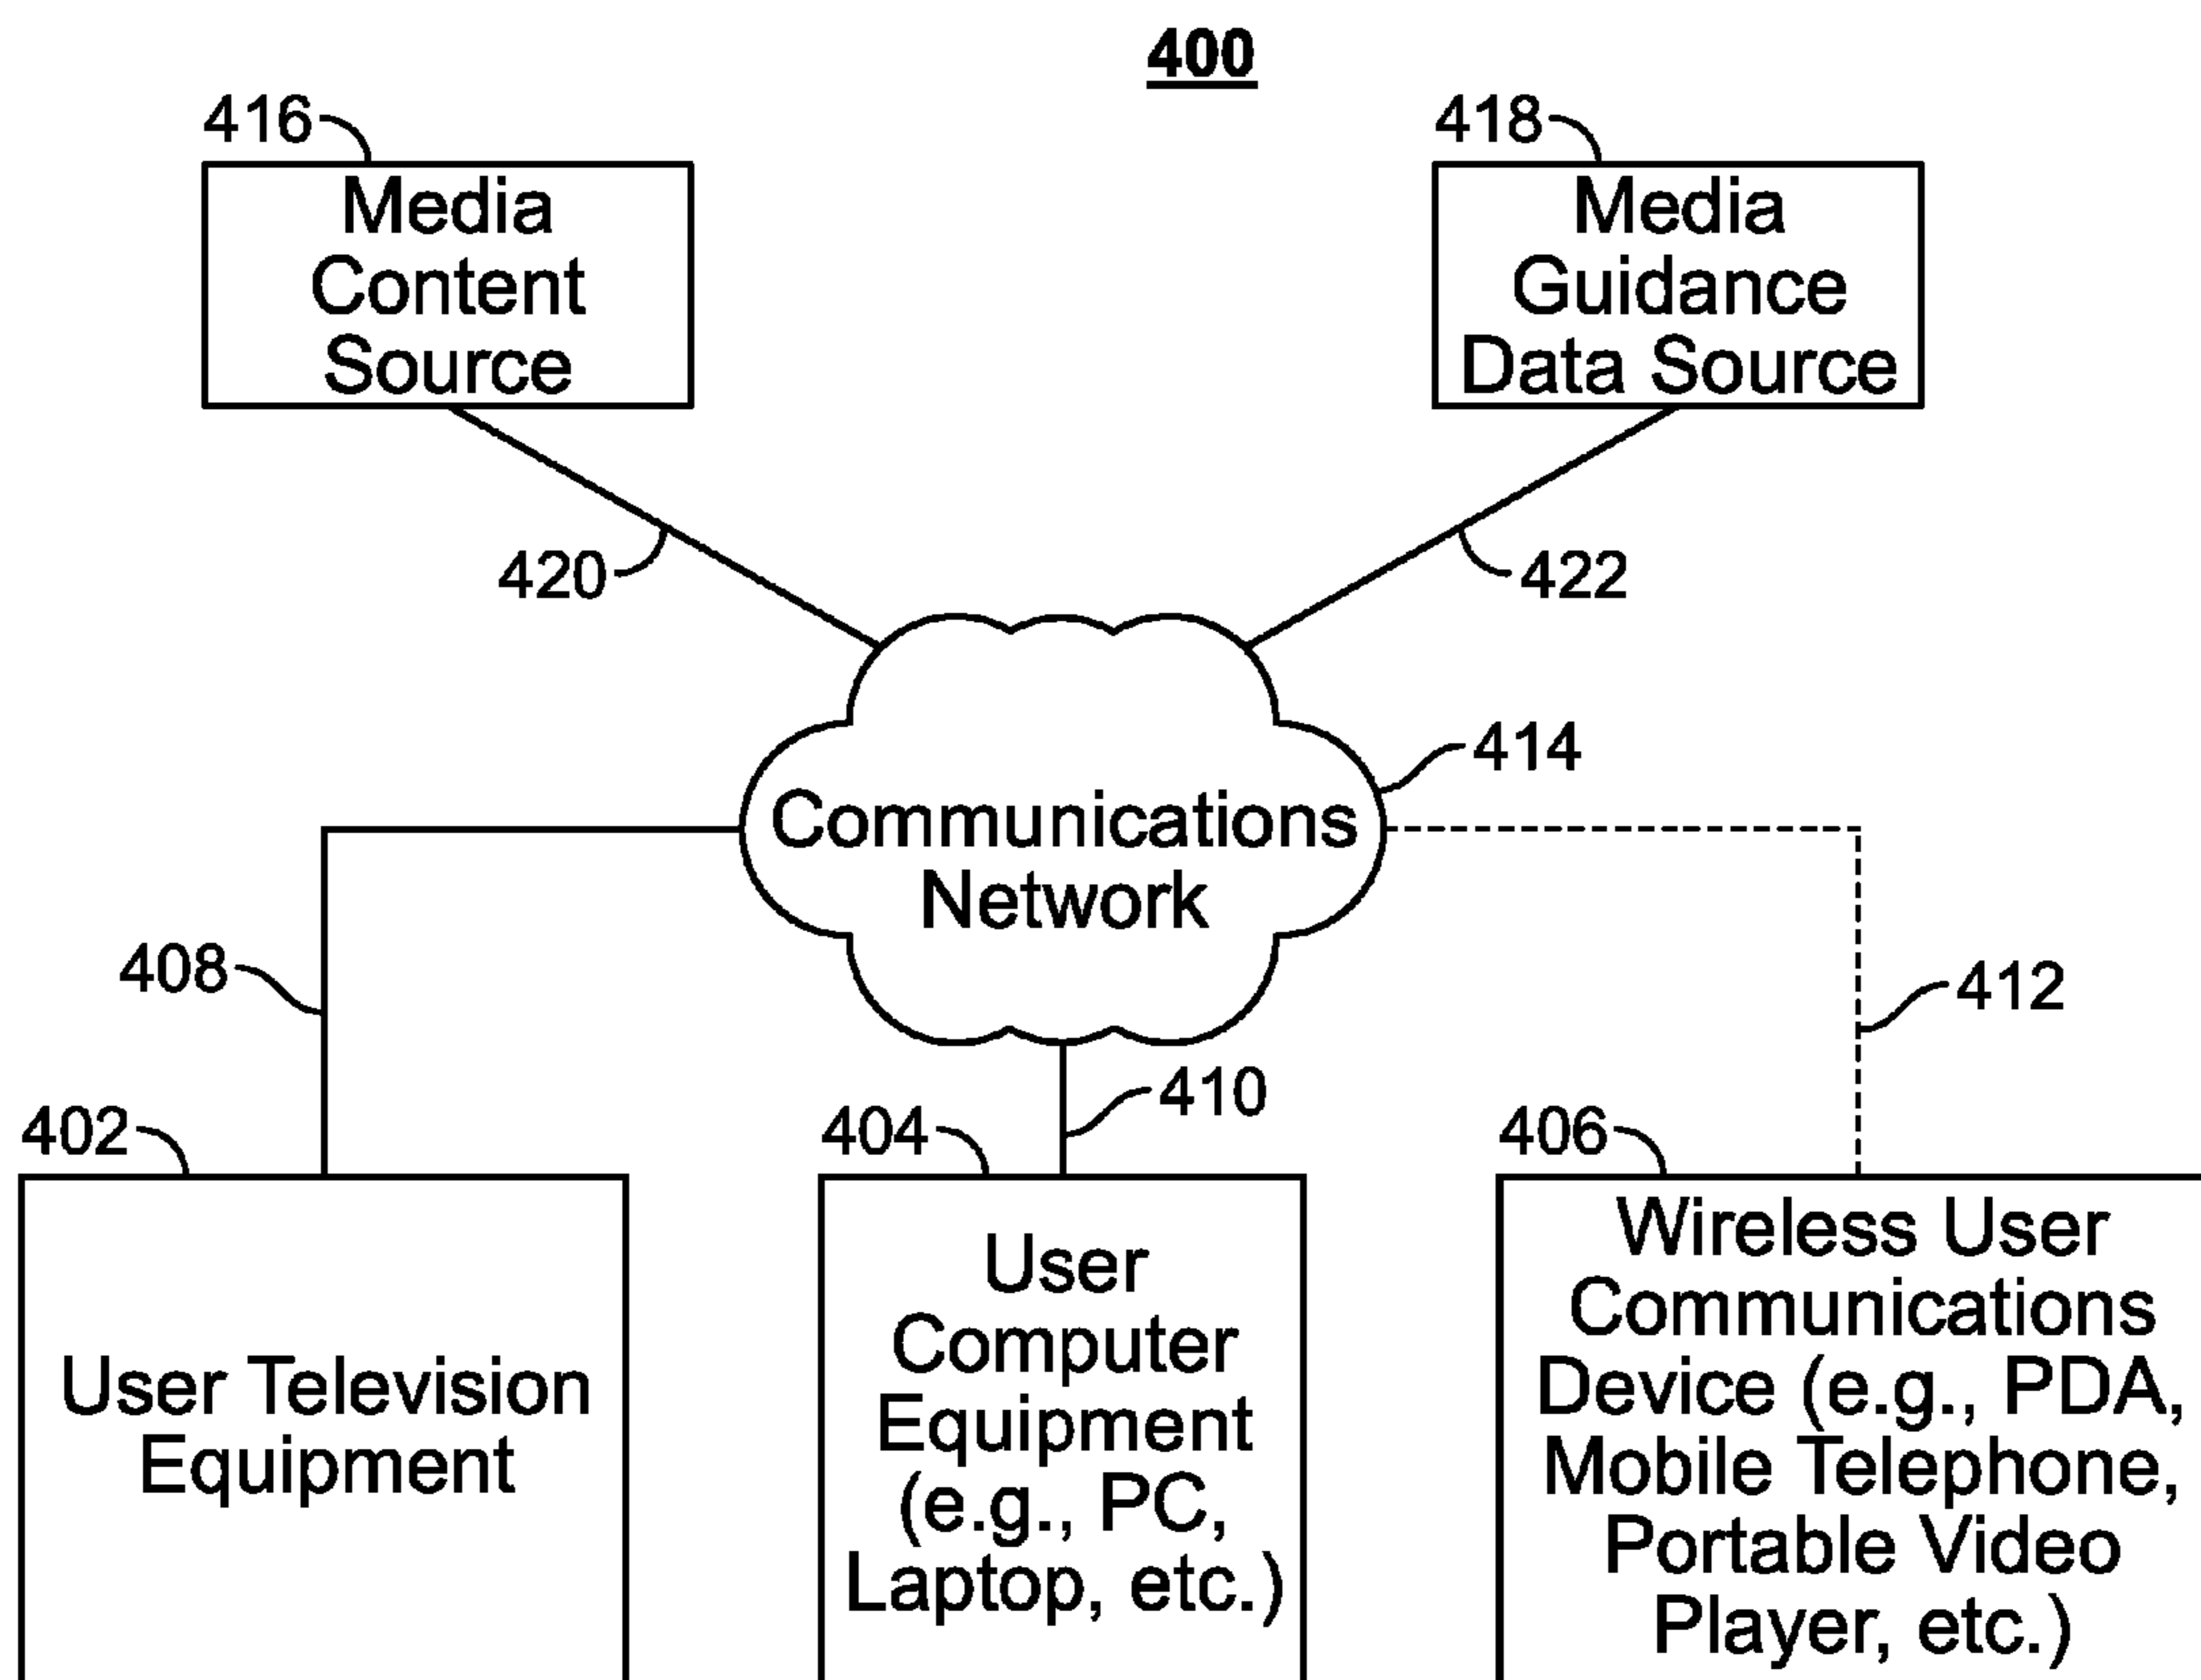 400
416
Media
Content
Source
418
Media
Guidance
Data Source
420
422
414
Communications
Network
408
412
410
402
User Television
Equipment
404
User
Computer
Equipment
(e.g., PC,
Laptop, etc.)
406
Wireless User
Communications
Device (e.g., PDA,
Mobile Telephone,
Portable Video
Player, etc.)